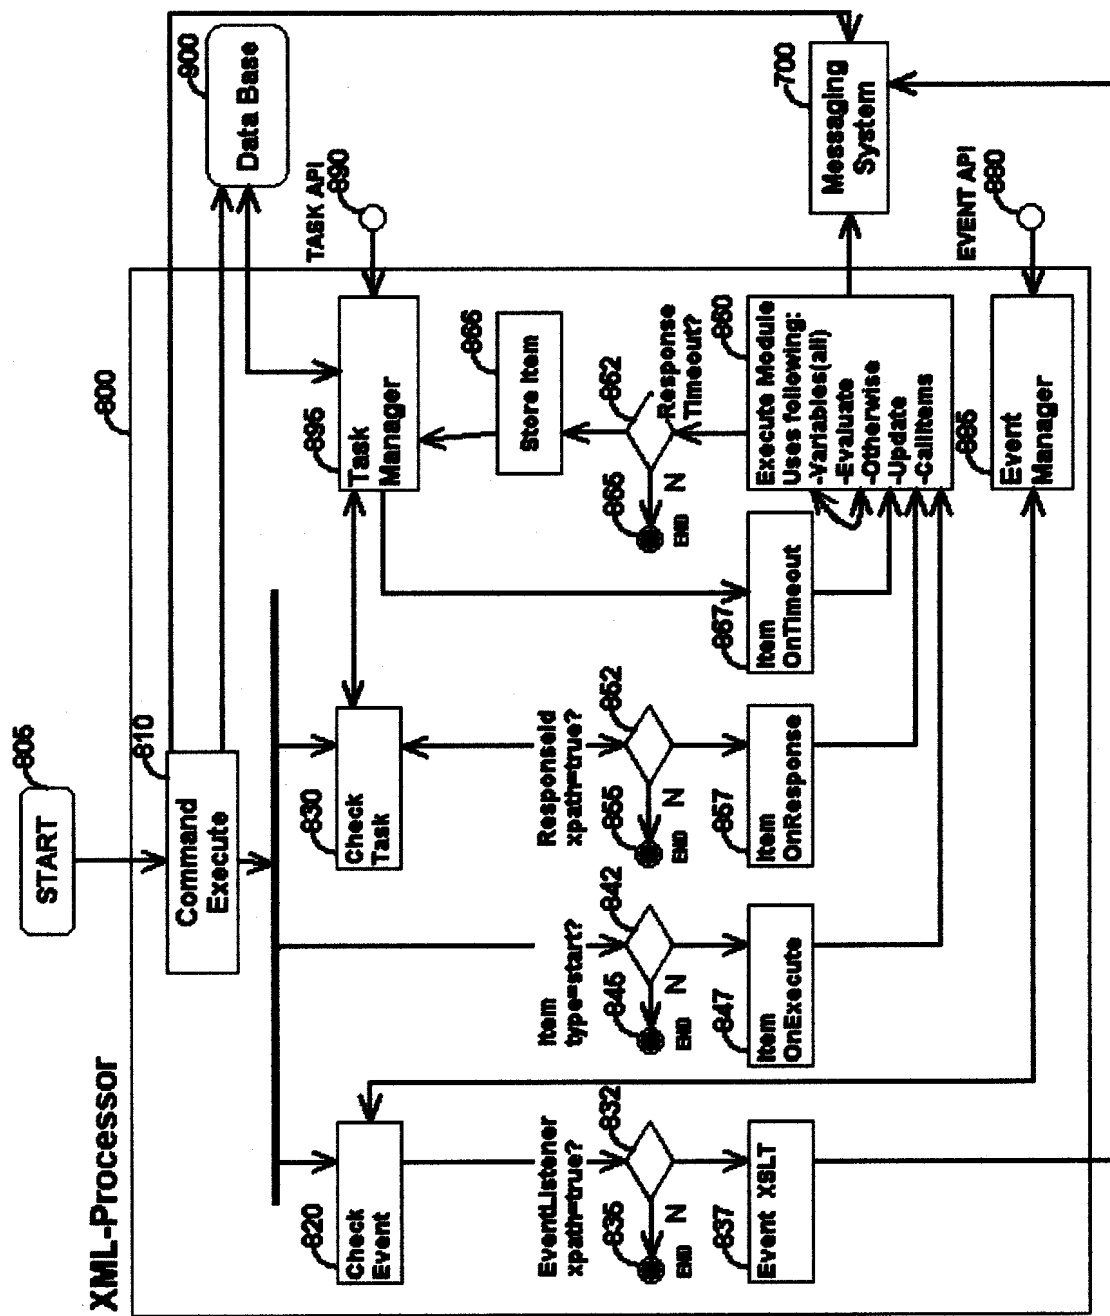 XML-Processor
START
805
800
Command
Execute
810
Data Base
900
Check
Event
820
Check
Task
830
Task
Manager
895
TASK API
890
Store Item
866
EventListener
xpath=true?
832
N
835
END
Item
type=start?
842
N
845
END
ResponseId
xpath=true?
852
N
855
END
Response
Timeout?
862
N
865
END
Event XSLT
837
Item
OnExecute
847
Item
OnResponse
857
Item
OnTimeout
867
Execute Module
Uses following:
-Variables(all)
-Evaluate
-Otherwise
-Update
-CallItems
860
Messaging
System
700
Event
Manager
885
EVENT API
880